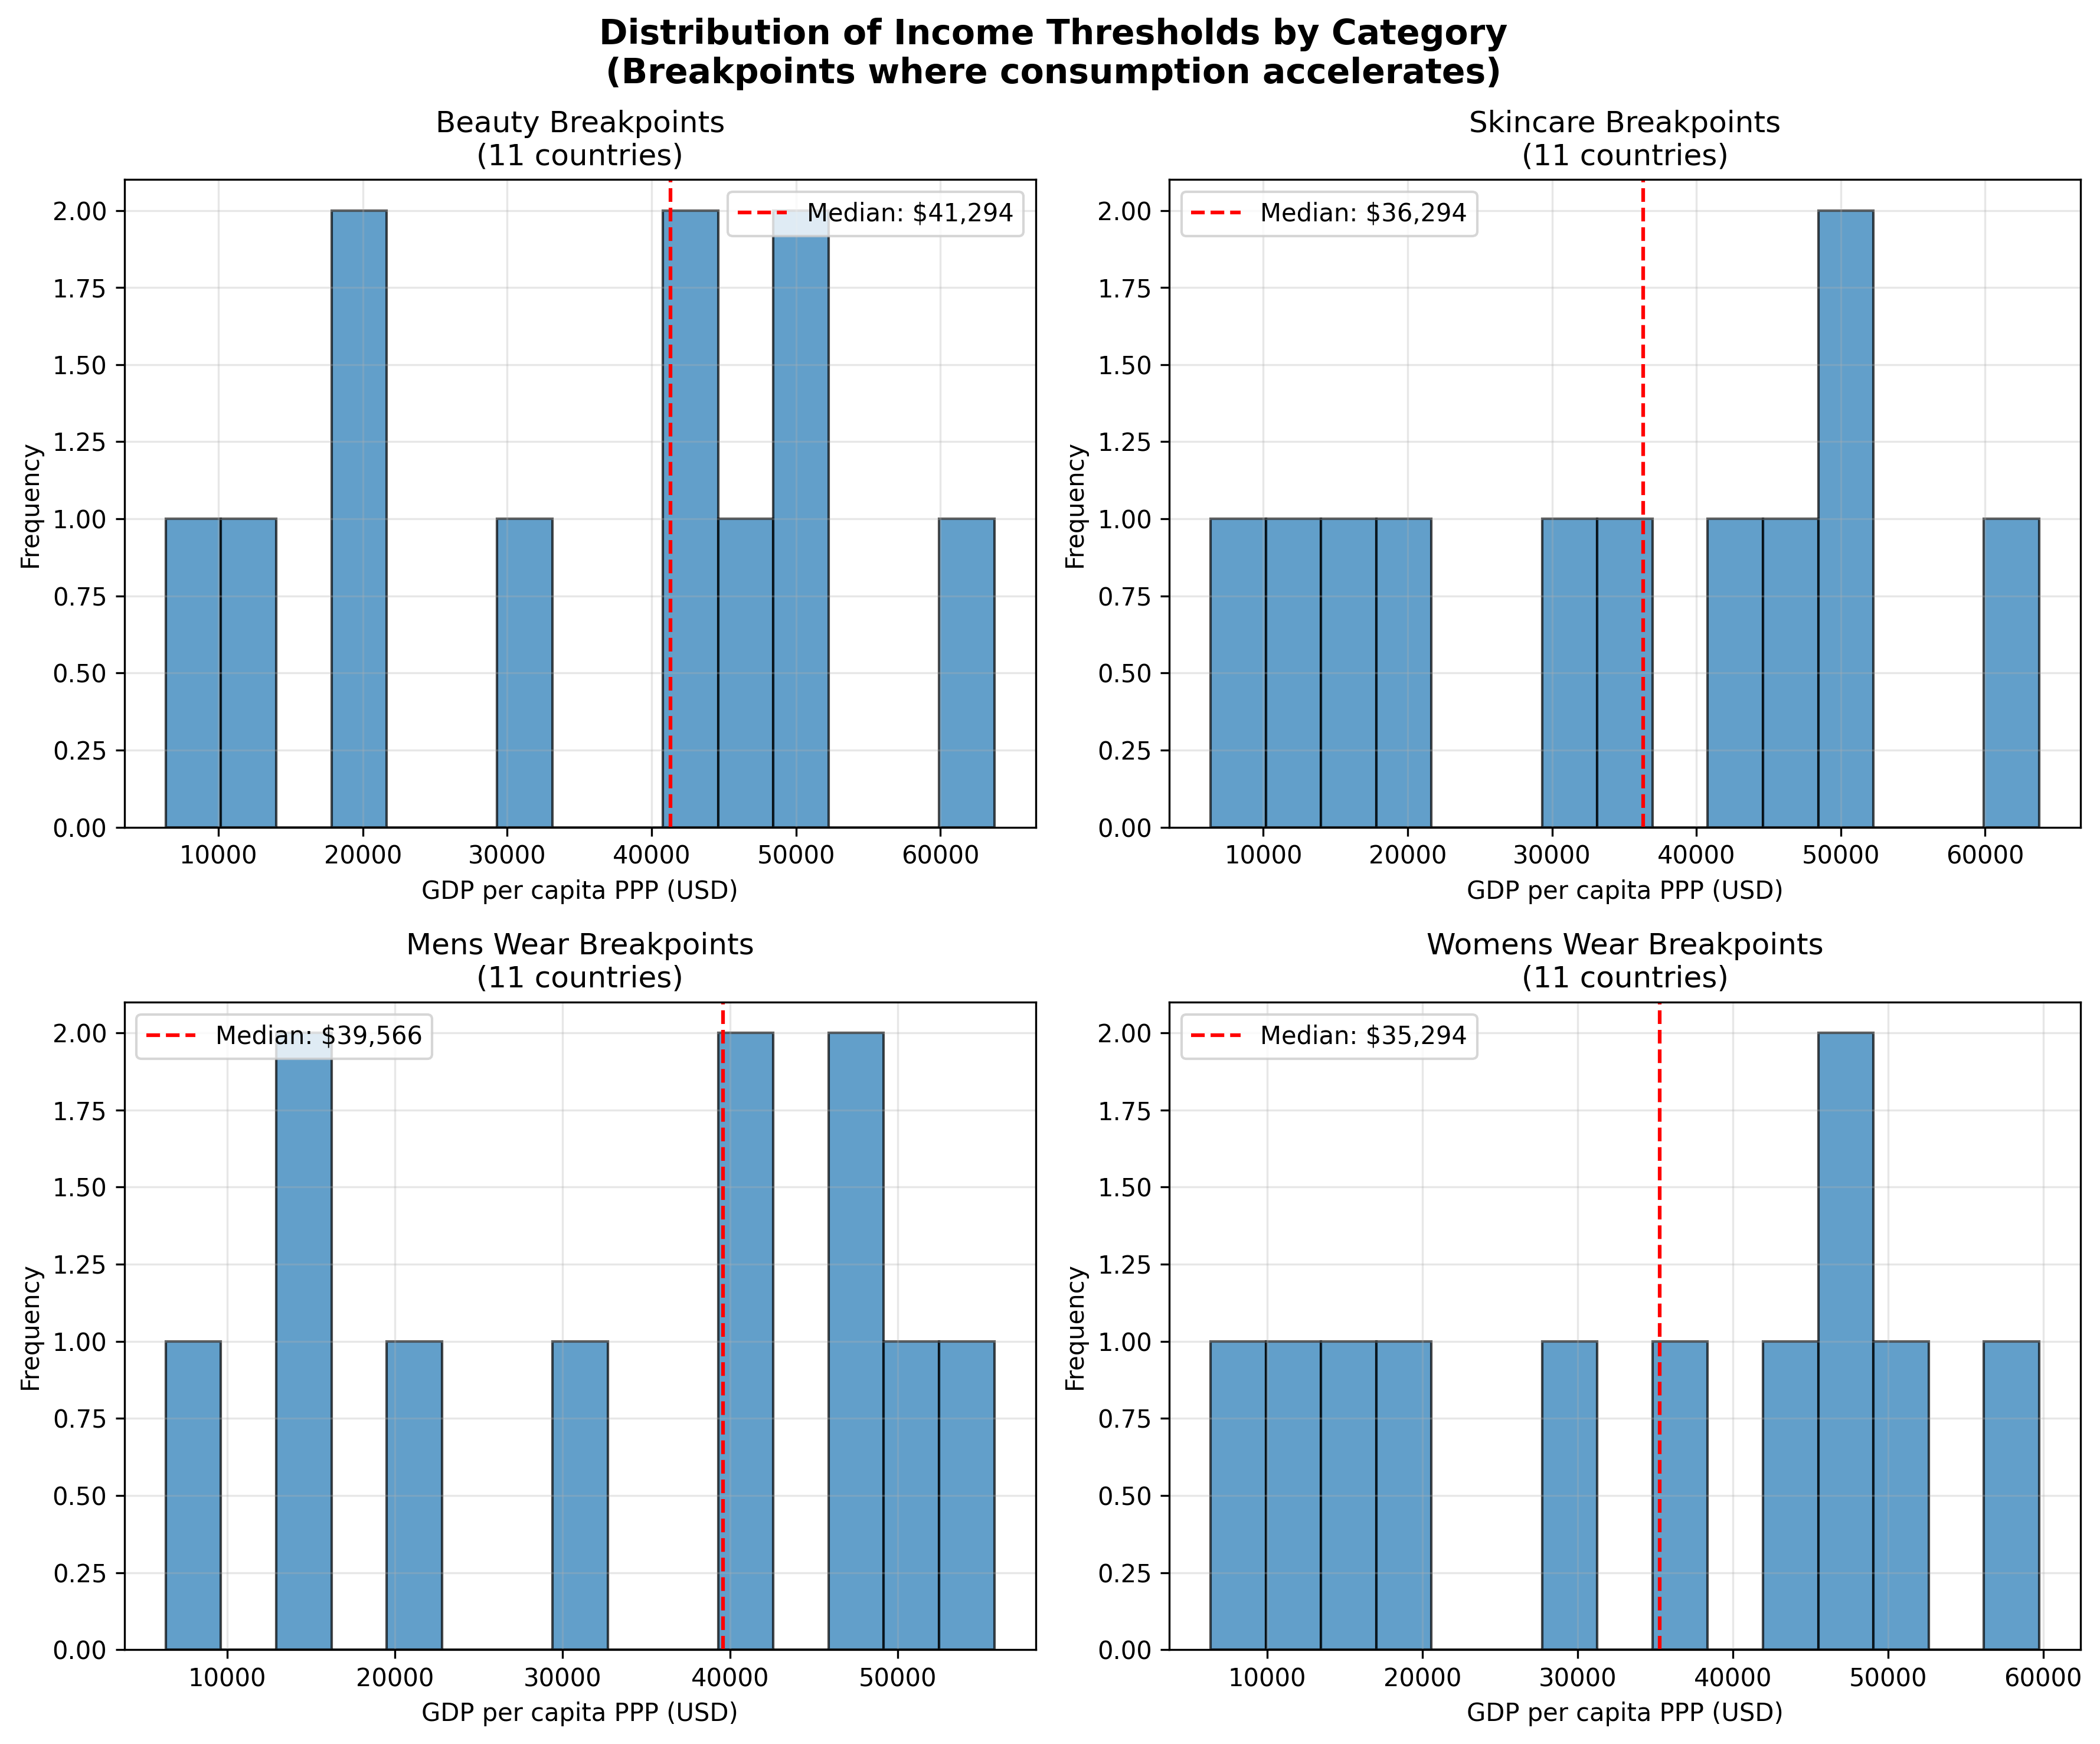 Distribution of Income Thresholds by Category
(Breakpoints where consumption accelerates)
Beauty Breakpoints
(11 countries)
Median: $41,294
2.00
1.75
1.50
1.25
1.00
0.75
0.50
0.25
0.00
Frequency
10000 20000 30000 40000 50000 60000
GDP per capita PPP (USD)
Skincare Breakpoints
(11 countries)
Median: $36,294
2.00
1.75
1.50
1.25
1.00
0.75
0.50
0.25
0.00
Frequency
10000 20000 30000 40000 50000 60000
GDP per capita PPP (USD)
Mens Wear Breakpoints
(11 countries)
Median: $39,566
2.00
1.75
1.50
1.25
1.00
0.75
0.50
0.25
0.00
Frequency
10000 20000 30000 40000 50000
GDP per capita PPP (USD)
Womens Wear Breakpoints
(11 countries)
Median: $35,294
2.00
1.75
1.50
1.25
1.00
0.75
0.50
0.25
0.00
Frequency
10000 20000 30000 40000 50000 60000
GDP per capita PPP (USD)